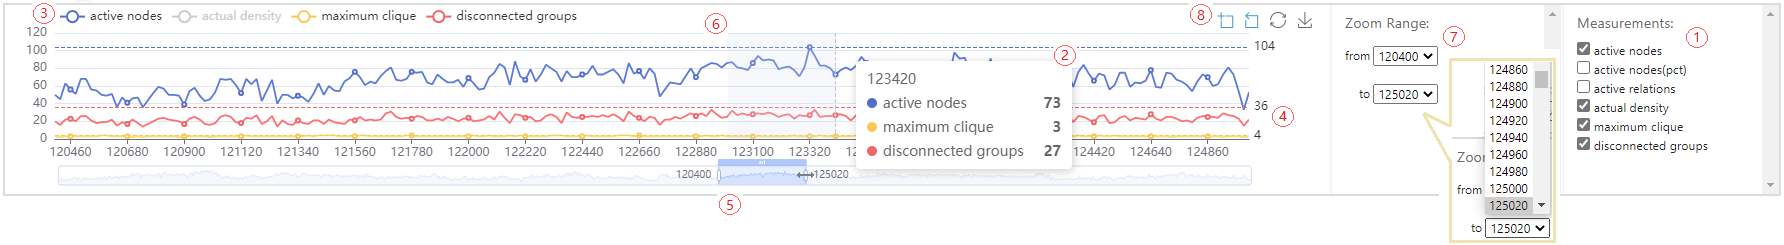 ③ active nodes actual density maximum clique disconnected groups
⑥
⑧
120
100
80
60
40
20
0
104
36
4
②
④
123420
active nodes 73
maximum clique 3
disconnected groups 27
120460 120680 120900 121120 121340 121560 121780 122000 122220 122440 122660 122880 123100 123320 124420 124640 124860
120400 125020
⑤
Zoom Range:
⑦
from 120400
to 125020
124860
124880
124900
124920
124940
124960
124980
125000
125020
Zoo
from
to 125020
Measurements:
①
active nodes
active nodes(pct)
active relations
actual density
maximum clique
disconnected groups